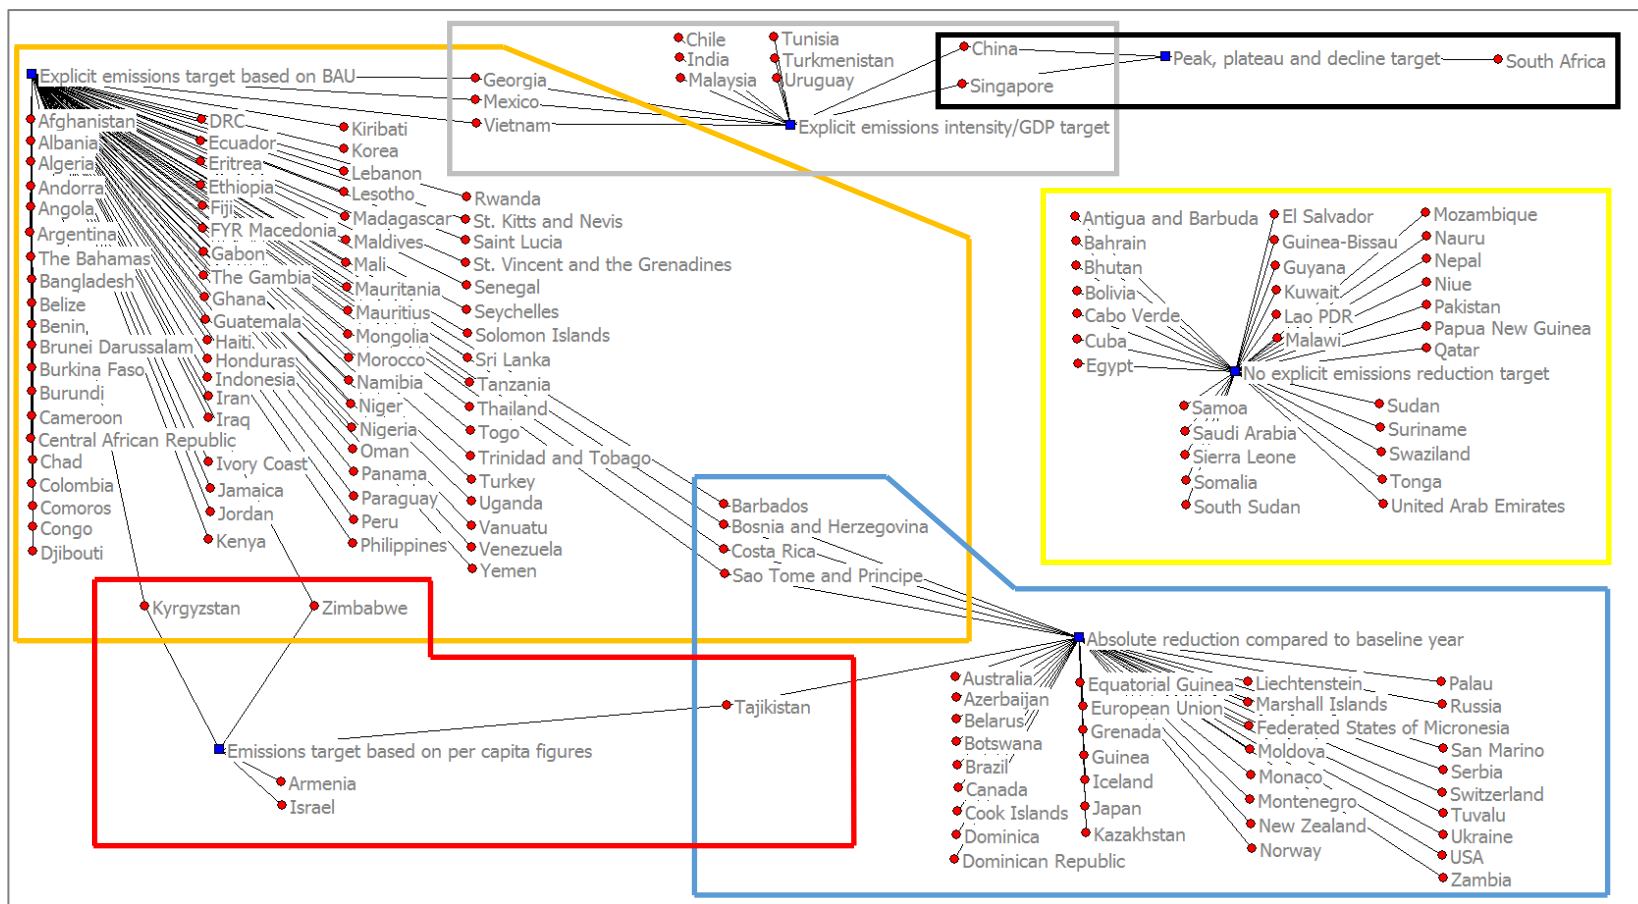 Explicit emissions target based on BAU
Georgia
Mexico
Vietnam
Chile
India
Malaysia
Tunisia
Turkmenistan
Uruguay
China
Singapore
Explicit emissions intensity/GDP target
Peak, plateau and decline target
South Africa
Afghanistan
Albania
Algeria
Andorra
Angola
Argentina
The Bahamas
Bangladesh
Belize
Benin
Brunei Darussalam
Burkina Faso
Burundi
Cameroon
Central African Republic
Chad
Colombia
Comoros
Congo
Djibouti
DRC
Ecuador
Eritrea
Ethiopia
Fiji
FYR Macedonia
Gabon
The Gambia
Ghana
Guatemala
Haiti
Honduras
Indonesia
Iran
Iraq
Ivory Coast
Jamaica
Jordan
Kenya
Kiribati
Korea
Lebanon
Lesotho
Madagascar
Maldives
Mali
Mauritania
Mauritius
Mongolia
Morocco
Namibia
Niger
Nigeria
Oman
Panama
Paraguay
Peru
Philippines
Rwanda
St. Kitts and Nevis
Saint Lucia
St. Vincent and the Grenadines
Senegal
Seychelles
Solomon Islands
Sri Lanka
Tanzania
Thailand
Togo
Trinidad and Tobago
Turkey
Uganda
Vanuatu
Venezuela
Yemen
Antigua and Barbuda
Bahrain
Bhutan
Bolivia
Cabo Verde
Cuba
Egypt
El Salvador
Guinea-Bissau
Guyana
Kuwait
Lao PDR
Malawi
Mozambique
Nauru
Nepal
Niue
Pakistan
Papua New Guinea
Qatar
No explicit emissions reduction target
Samoa
Saudi Arabia
Sierra Leone
Somalia
South Sudan
Sudan
Suriname
Swaziland
Tonga
United Arab Emirates
Barbados
Bosnia and Herzegovina
Costa Rica
Sao Tome and Principe
Kyrgyzstan
Zimbabwe
Tajikistan
Emissions target based on per capita figures
Armenia
Israel
Absolute reduction compared to baseline year
Australia
Azerbaijan
Belarus
Botswana
Brazil
Canada
Cook Islands
Dominica
Dominican Republic
Equatorial Guinea
European Union
Grenada
Guinea
Iceland
Japan
Kazakhstan
Liechtenstein
Marshall Islands
Federated States of Micronesia
Moldova
Monaco
Montenegro
New Zealand
Norway
Palau
Russia
San Marino
Serbia
Switzerland
Tuvalu
Ukraine
USA
Zambia